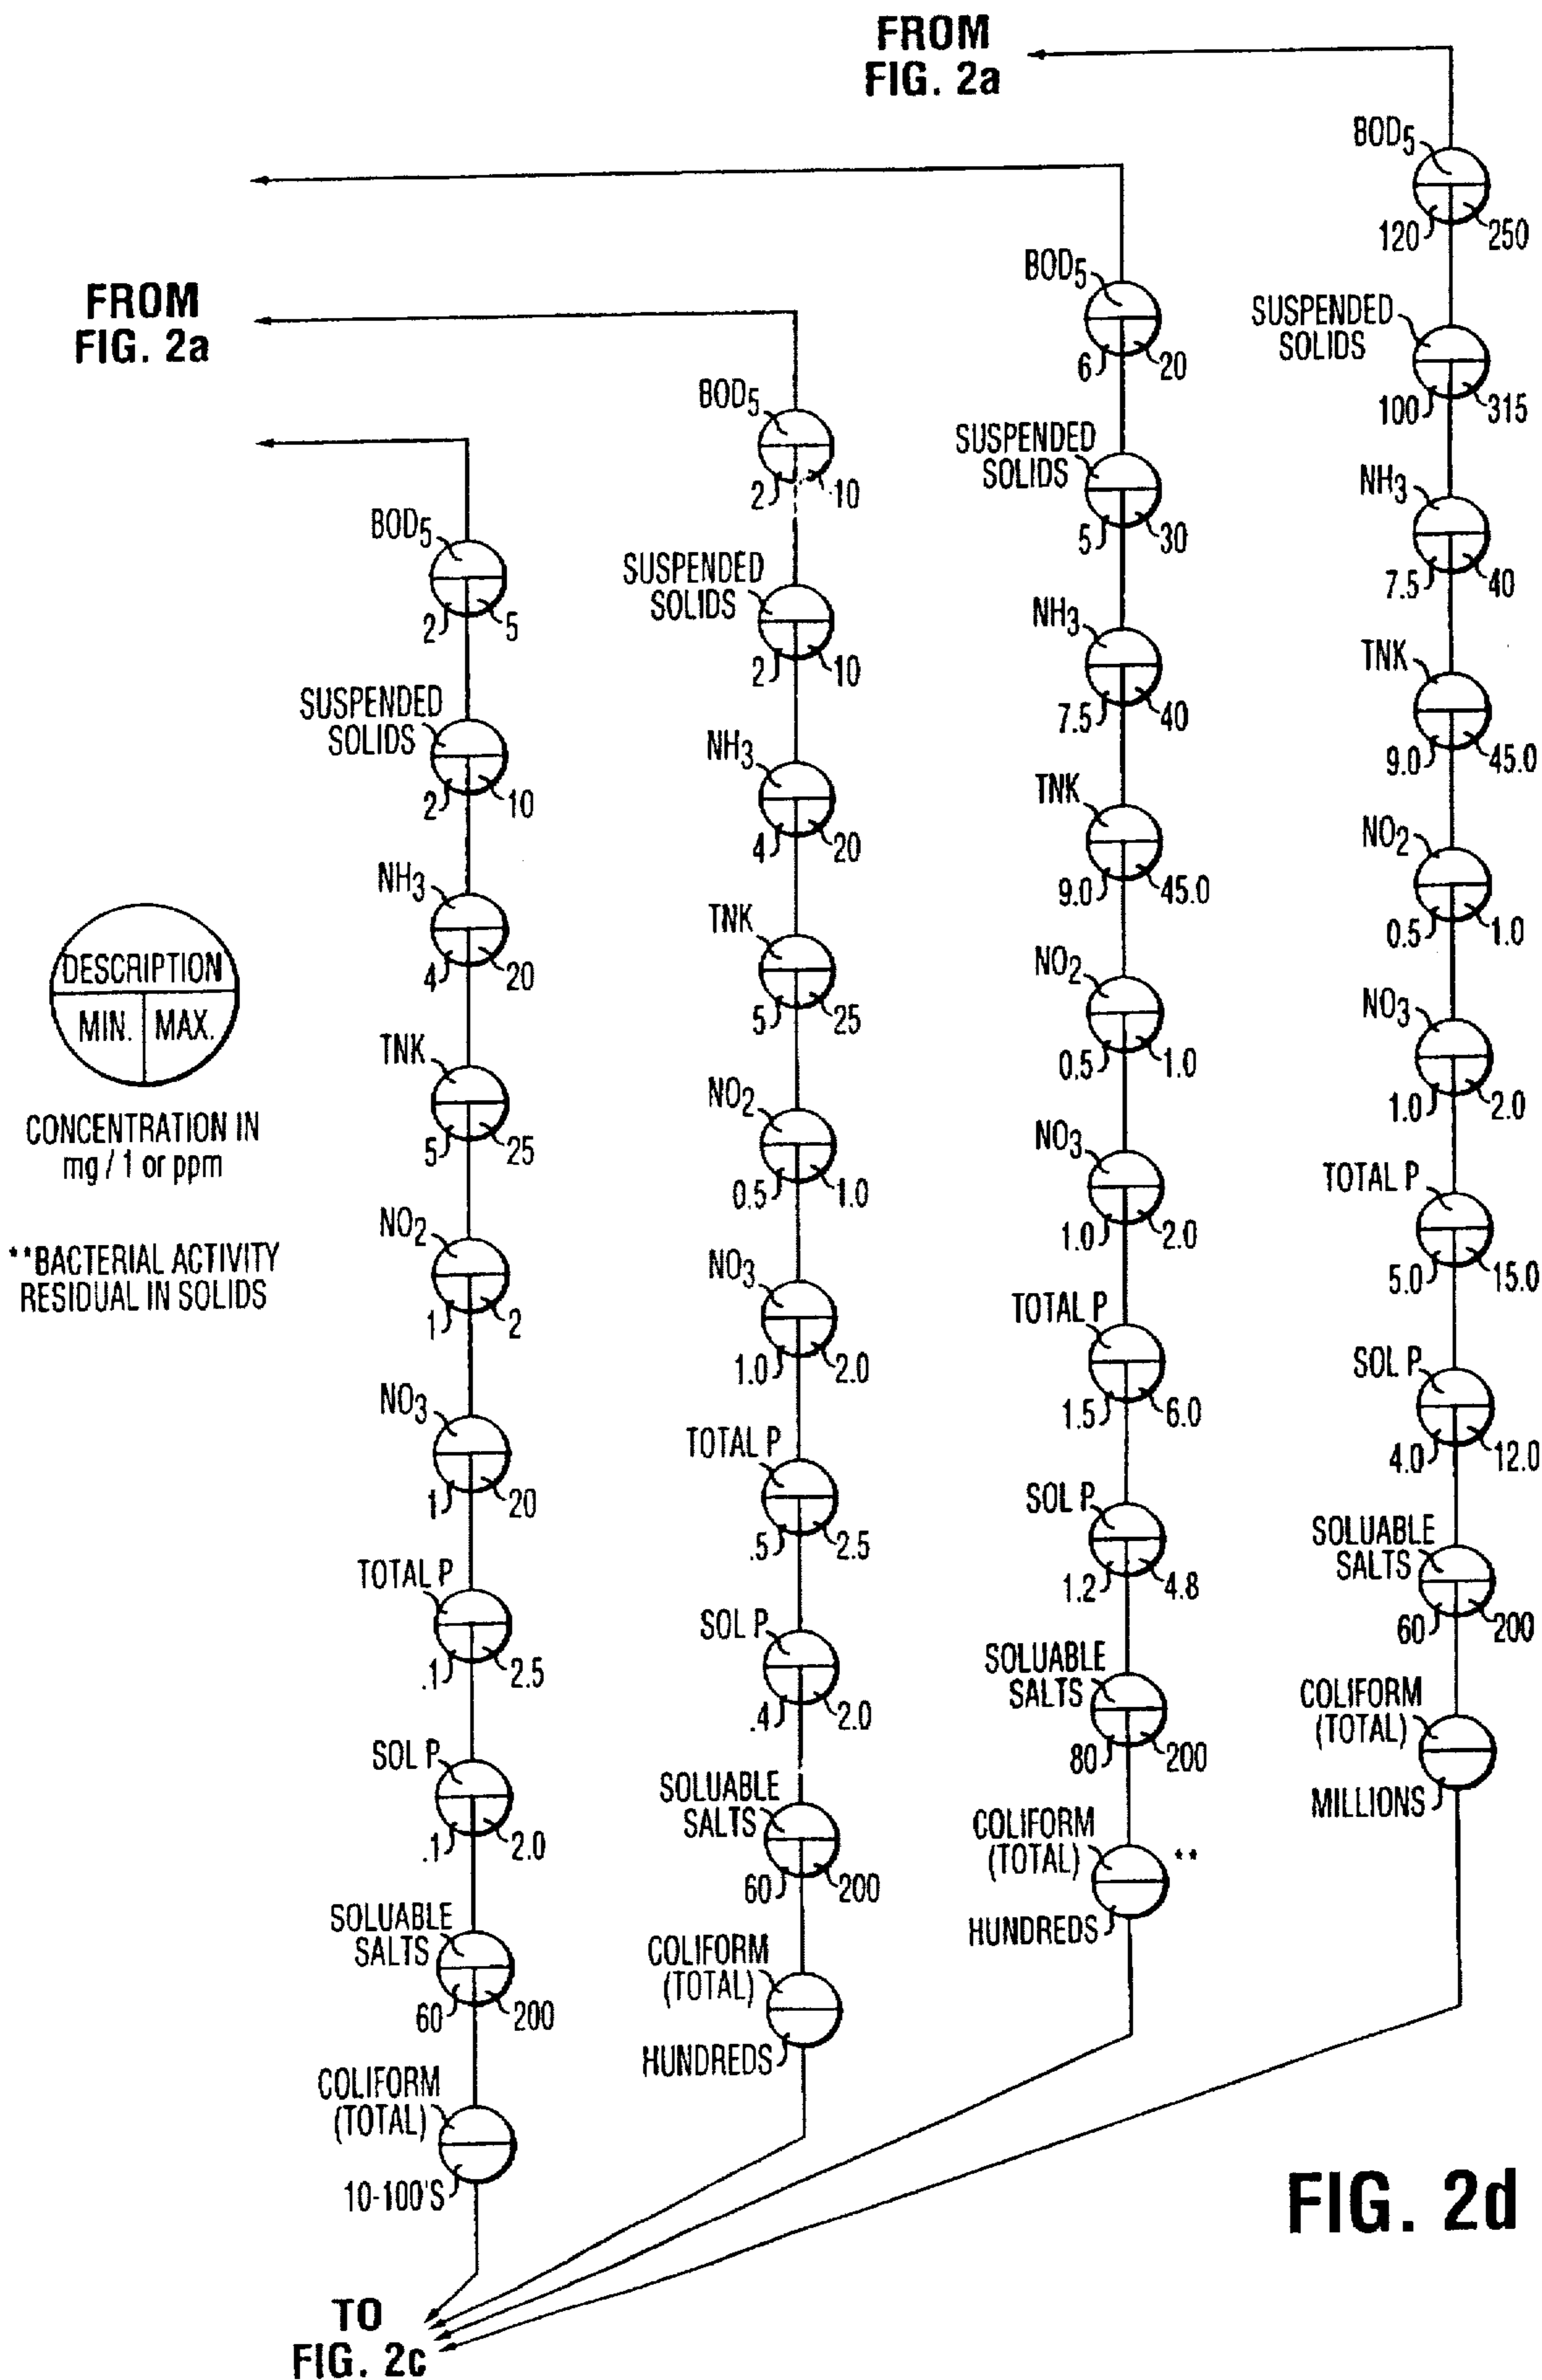 FROM
FIG. 2a
FROM
FIG. 2a
DESCRIPTION
MIN. MAX.
CONCENTRATION IN
mg / 1 or ppm
**BACTERIAL ACTIVITY
RESIDUAL IN SOLIDS
BOD5
2 5
SUSPENDED
SOLIDS
2 10
NH3
4 20
TNK
5 25
NO2
1 2
NO3
1 20
TOTAL P
.1 2.5
SOL P
.1 2.0
SOLUABLE
SALTS
60 200
COLIFORM
(TOTAL)
10-100'S
BOD5
2 10
SUSPENDED
SOLIDS
2 10
NH3
4 20
TNK
5 25
NO2
0.5 1.0
NO3
1.0 2.0
TOTAL P
.5 2.5
SOL P
.4 2.0
SOLUABLE
SALTS
60 200
COLIFORM
(TOTAL)
HUNDREDS
BOD5
6 20
SUSPENDED
SOLIDS
5 30
NH3
7.5 40
TNK
9.0 45.0
NO2
0.5 1.0
NO3
1.0 2.0
TOTAL P
1.5 6.0
SOL P
1.2 4.8
SOLUABLE
SALTS
80 200
COLIFORM
(TOTAL) **
HUNDREDS
BOD5
120 250
SUSPENDED
SOLIDS
100 315
NH3
7.5 40
TNK
9.0 45.0
NO2
0.5 1.0
NO3
1.0 2.0
TOTAL P
5.0 15.0
SOL P
4.0 12.0
SOLUABLE
SALTS
60 200
COLIFORM
(TOTAL)
MILLIONS
TO
FIG. 2c
FIG. 2d